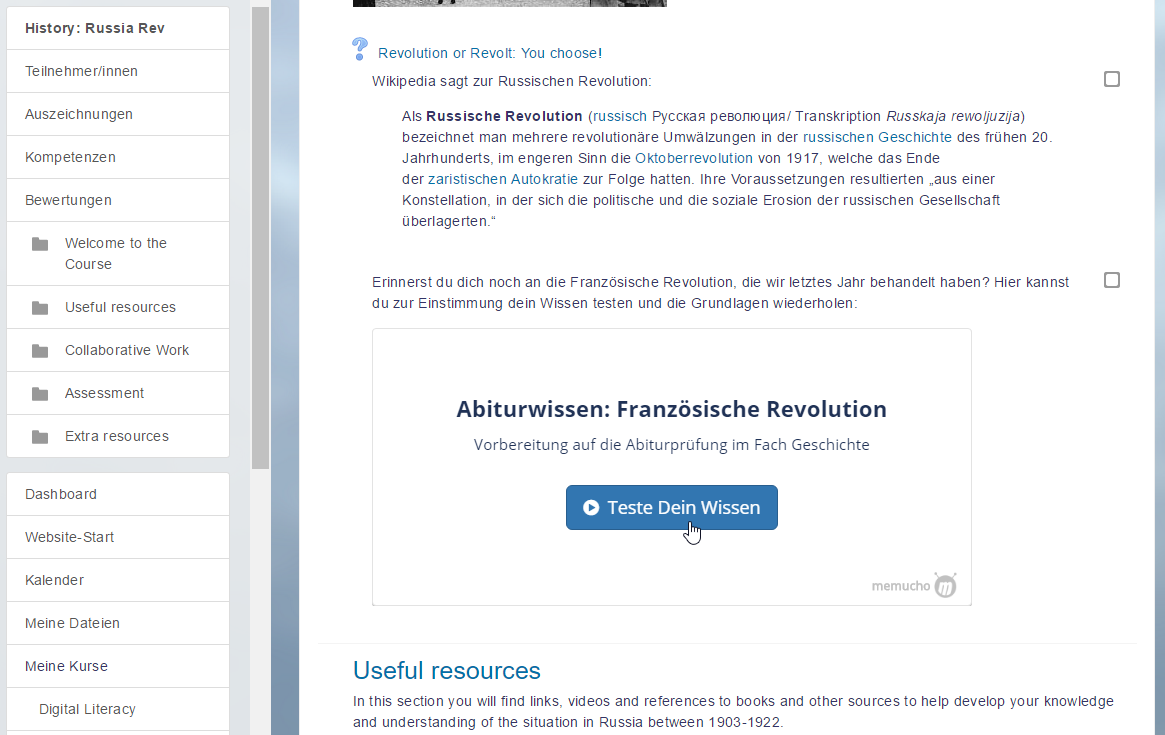 History: Russia Rev
Teilnehmer/innen
Auszeichnungen
Kompetenzen
Bewertungen
Welcome to the
Course
Useful resources
Collaborative Work
Assessment
Extra resources
Dashboard
Website-Start
Kalender
Meine Dateien
Meine Kurse
Digital Literacy
Revolution or Revolt: You choose!
Wikipedia sagt zur Russischen Revolution:
Als Russische Revolution (russisch Русская революция/ Transkription Russkaja rewoljuzija)
bezeichnet man mehrere revolutionäre Umwälzungen in der russischen Geschichte des frühen 20.
Jahrhunderts, im engeren Sinn die Oktoberrevolution von 1917, welche das Ende
der zaristischen Autokratie zur Folge hatten. Ihre Voraussetzungen resultierten „aus einer
Konstellation, in der sich die politische und die soziale Erosion der russischen Gesellschaft
überlagerten.“
Erinnerst du dich noch an die Französische Revolution, die wir letztes Jahr behandelt haben? Hier kannst
du zur Einstimmung dein Wissen testen und die Grundlagen wiederholen:
Abiturwissen: Französische Revolution
Vorbereitung auf die Abiturprüfung im Fach Geschichte
Teste Dein Wissen
memucho
Useful resources
In this section you will find links, videos and references to books and other sources to help develop your knowledge
and understanding of the situation in Russia between 1903-1922.